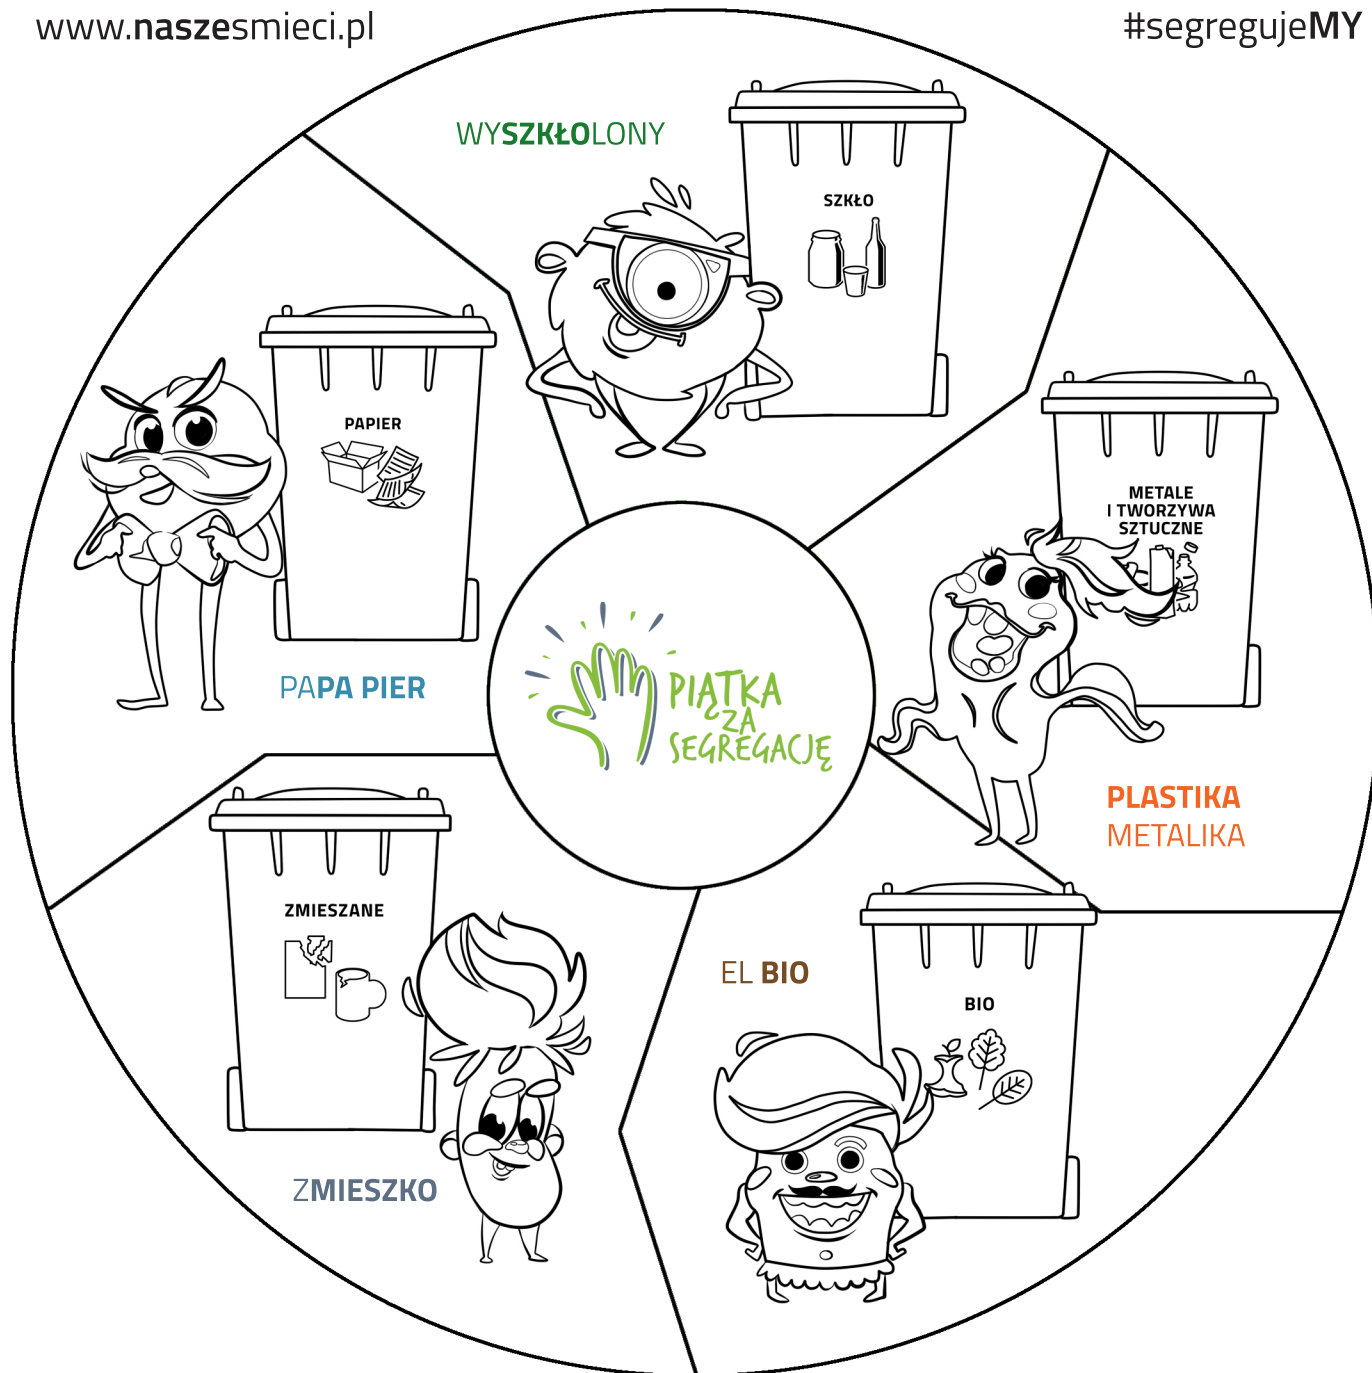 www.naszesmieci.pl
#segregujeMY
WYSZKŁOLONY
SZKŁO
PAPIER
PAPA PIER
METALE
I TWORZYWA
SZTUCZNE
PLASTIKA
METALIKA
PIĄTKA
ZA
SEGREGACJĘ
ZMIESZANE
ZMIESZKO
EL BIO
BIO